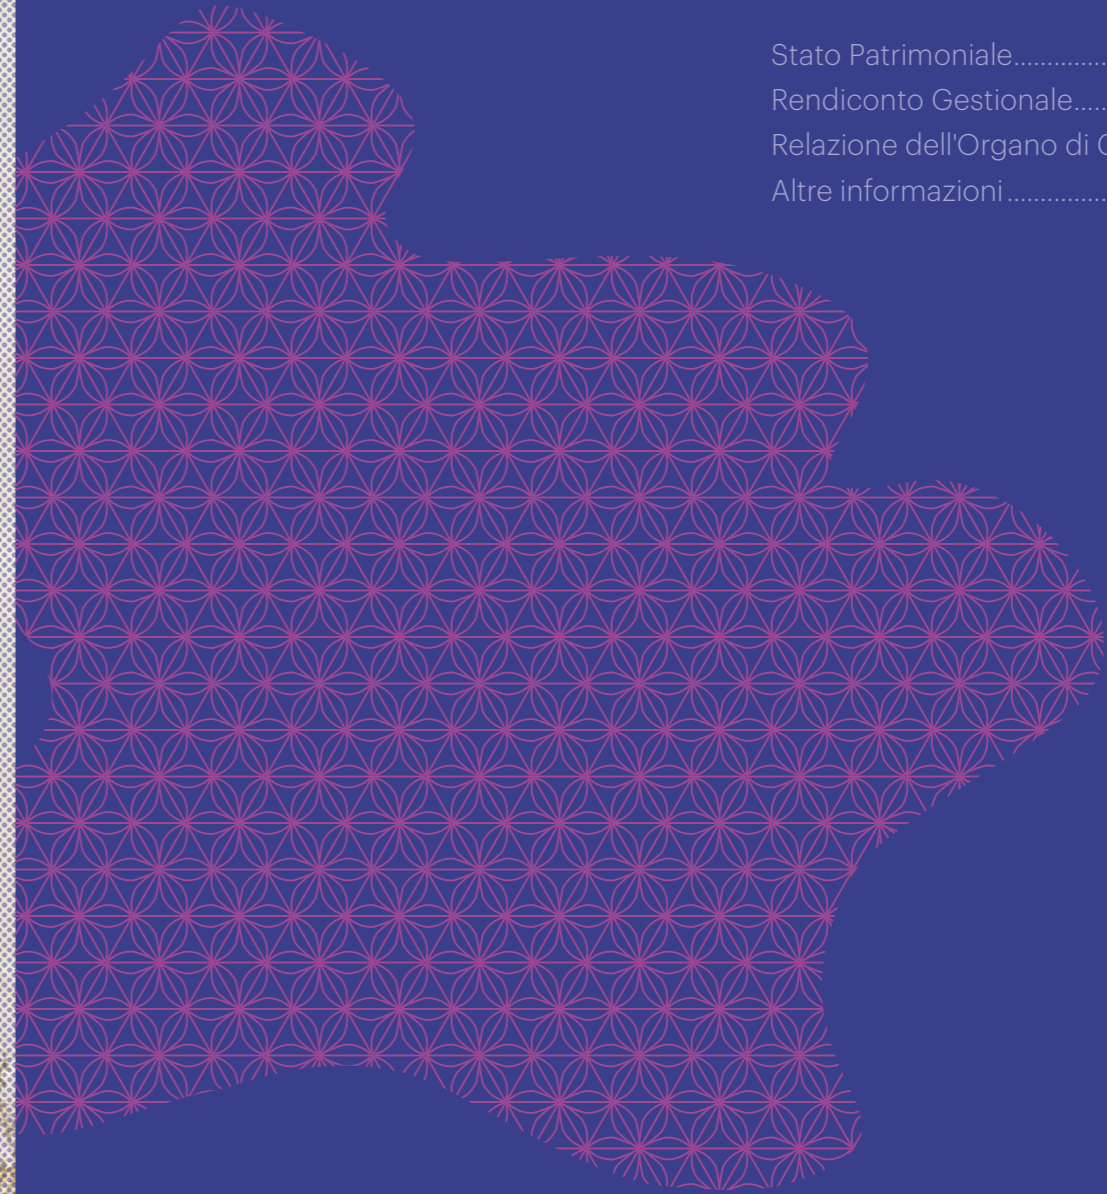 Stato Patrimoniale..............
Rendiconto Gestionale.....
Relazione dell'Organo di
Altre informazioni...............